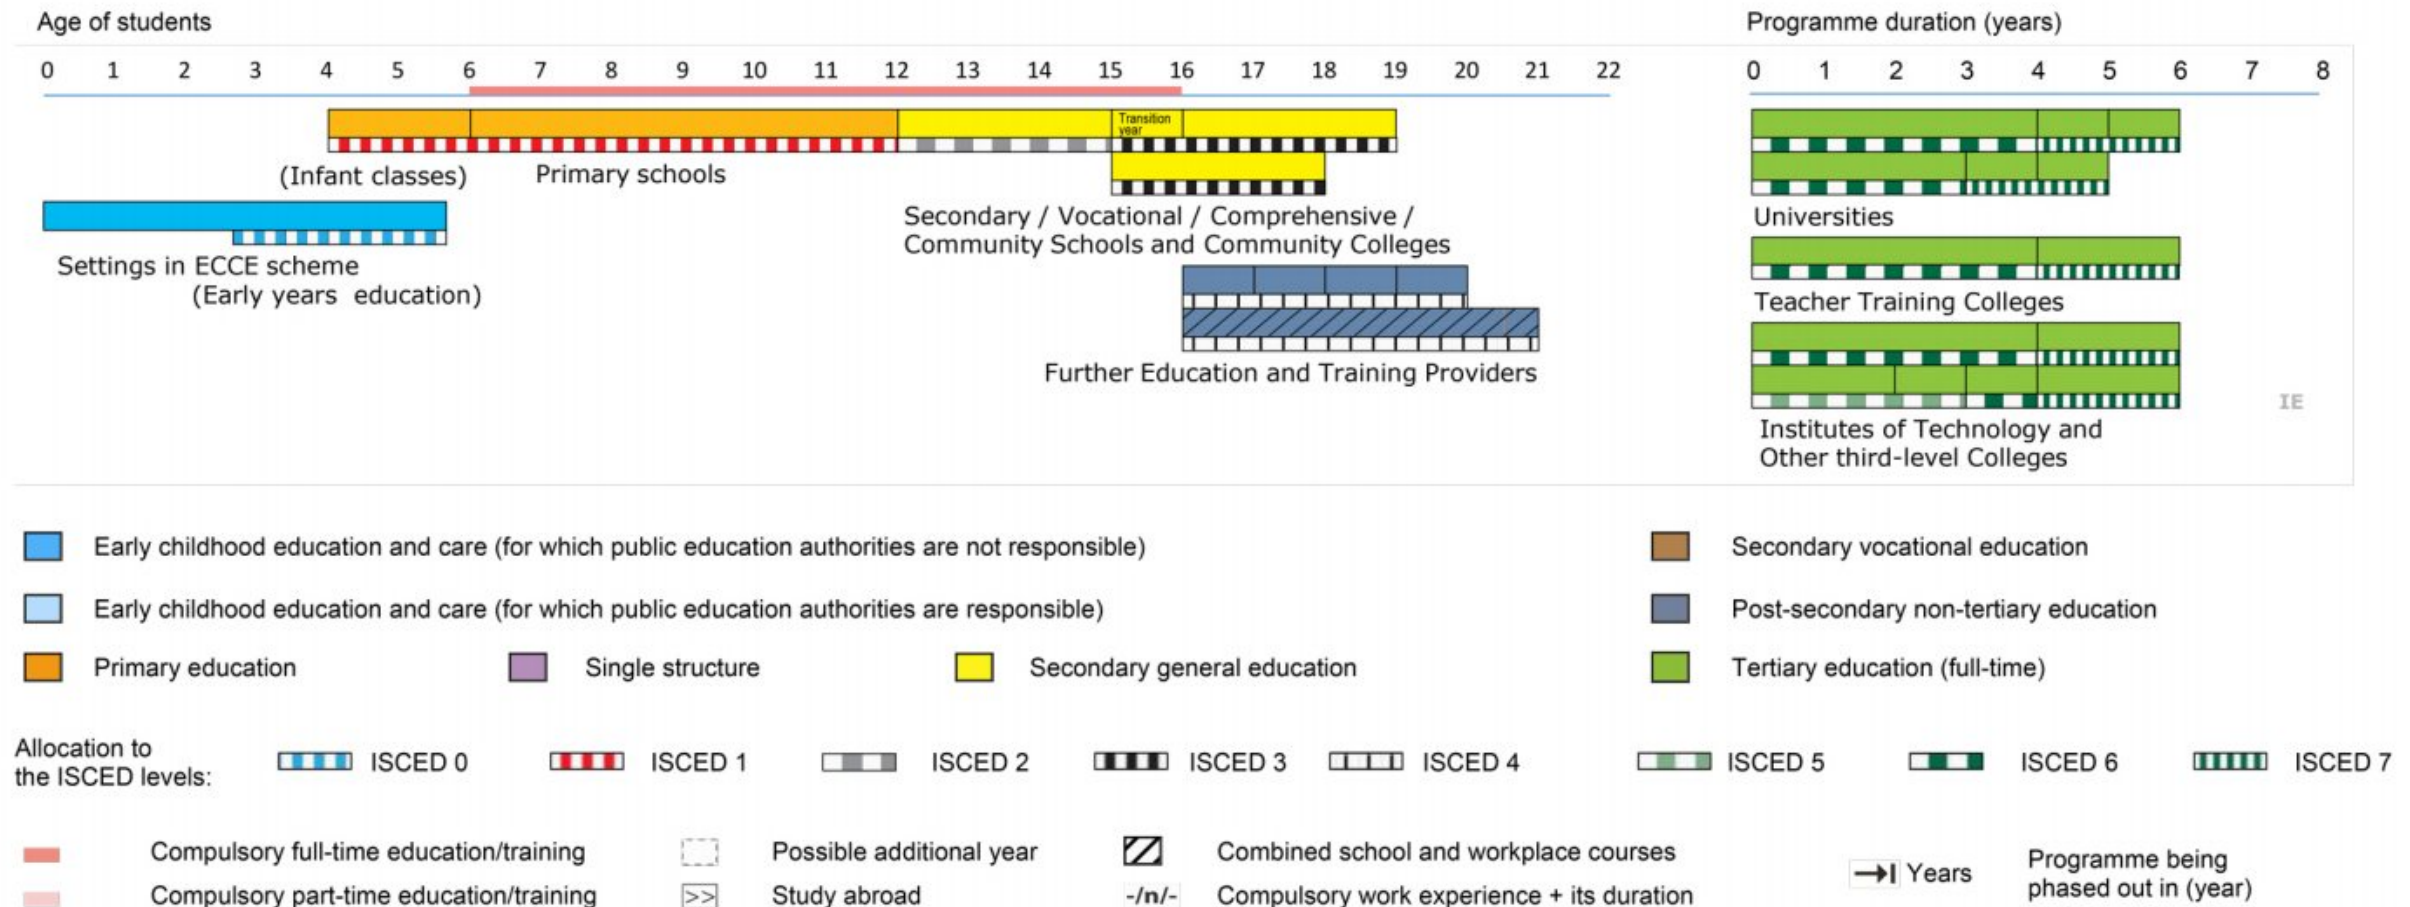 Age of students
Programme duration (years)
0 1 2 3 4 5 6 7 8 9 10 11 12 13 14 15 16 17 18 19 20 21 22
0 1 2 3 4 5 6 7 8
Transition
year
(Infant classes)
Primary schools
Secondary / Vocational / Comprehensive /
Community Schools and Community Colleges
Settings in ECCE scheme
(Early years education)
Further Education and Training Providers
Universities
Teacher Training Colleges
Institutes of Technology and
Other third-level Colleges
IE
Early childhood education and care (for which public education authorities are not responsible)
Secondary vocational education
Early childhood education and care (for which public education authorities are responsible)
Post-secondary non-tertiary education
Primary education
Single structure
Secondary general education
Tertiary education (full-time)
Allocation to
the ISCED levels:
ISCED 0
ISCED 1
ISCED 2
ISCED 3
ISCED 4
ISCED 5
ISCED 6
ISCED 7
Compulsory full-time education/training
Possible additional year
Combined school and workplace courses
Years
Programme being
phased out in (year)
Compulsory part-time education/training
>>
Study abroad
-/n/-
Compulsory work experience + its duration